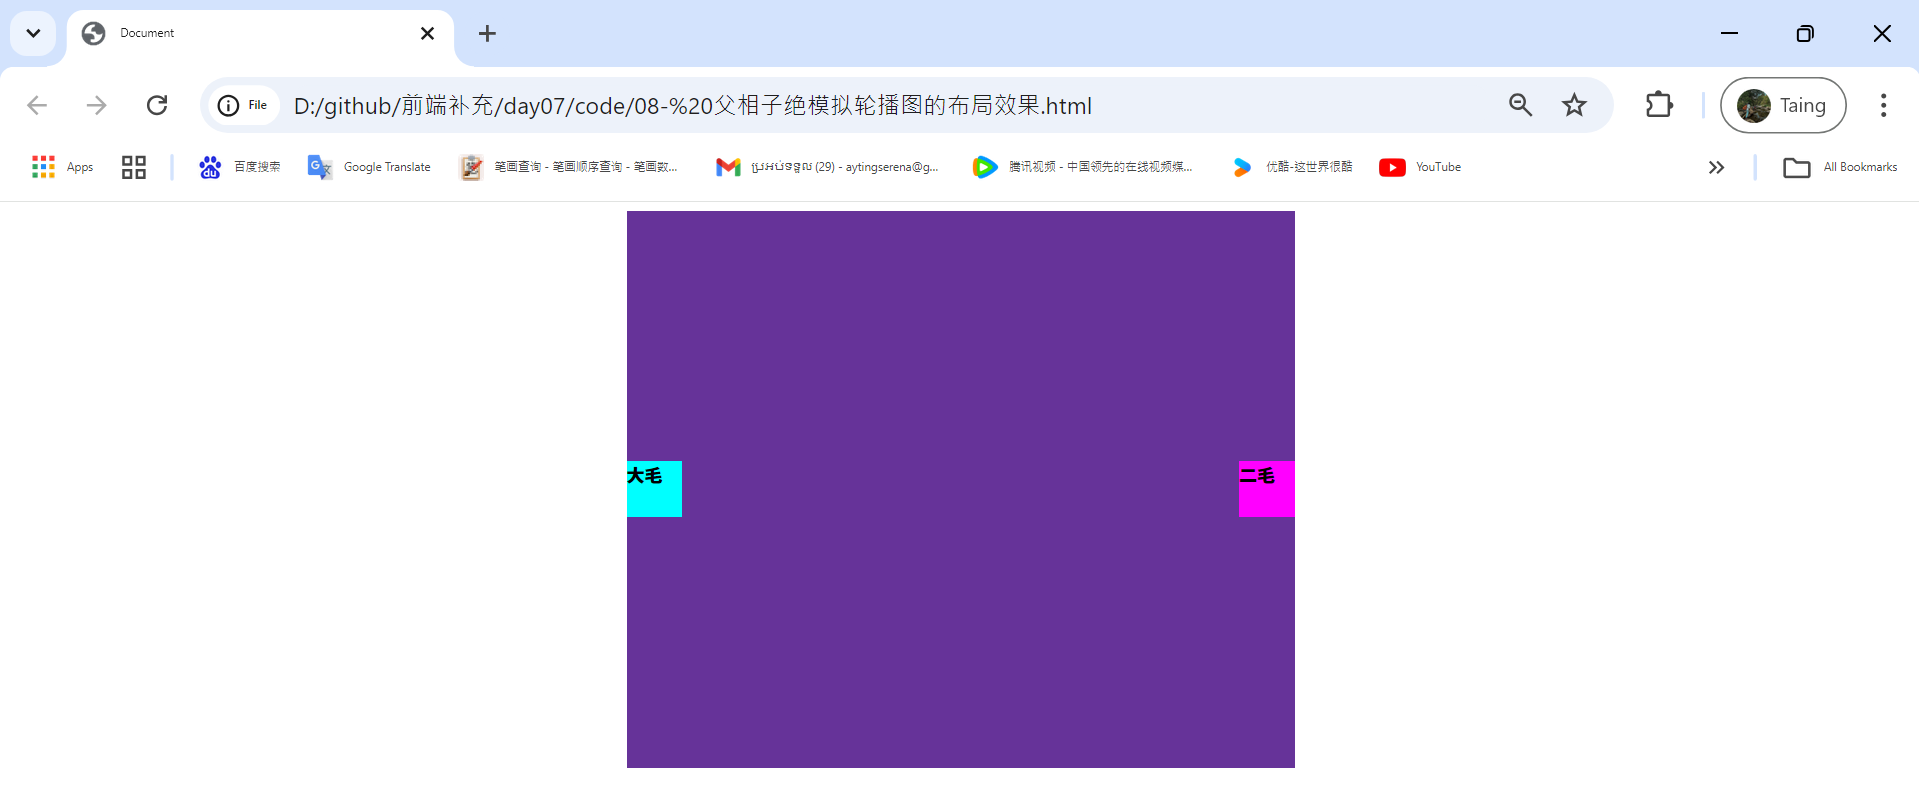 Document
File
D:/github/前端补充/day07/code/08-%20父相子绝模拟轮播图的布局效果.html
Taing
Apps
百度搜索
Google Translate
笔画查询 - 笔画顺序查询 - 笔画数...
ប្រអប់ទទួល (29) - aytingserena@g...
腾讯视频 - 中国领先的在线视频媒...
优酷-这世界很酷
YouTube
All Bookmarks
大毛
二毛